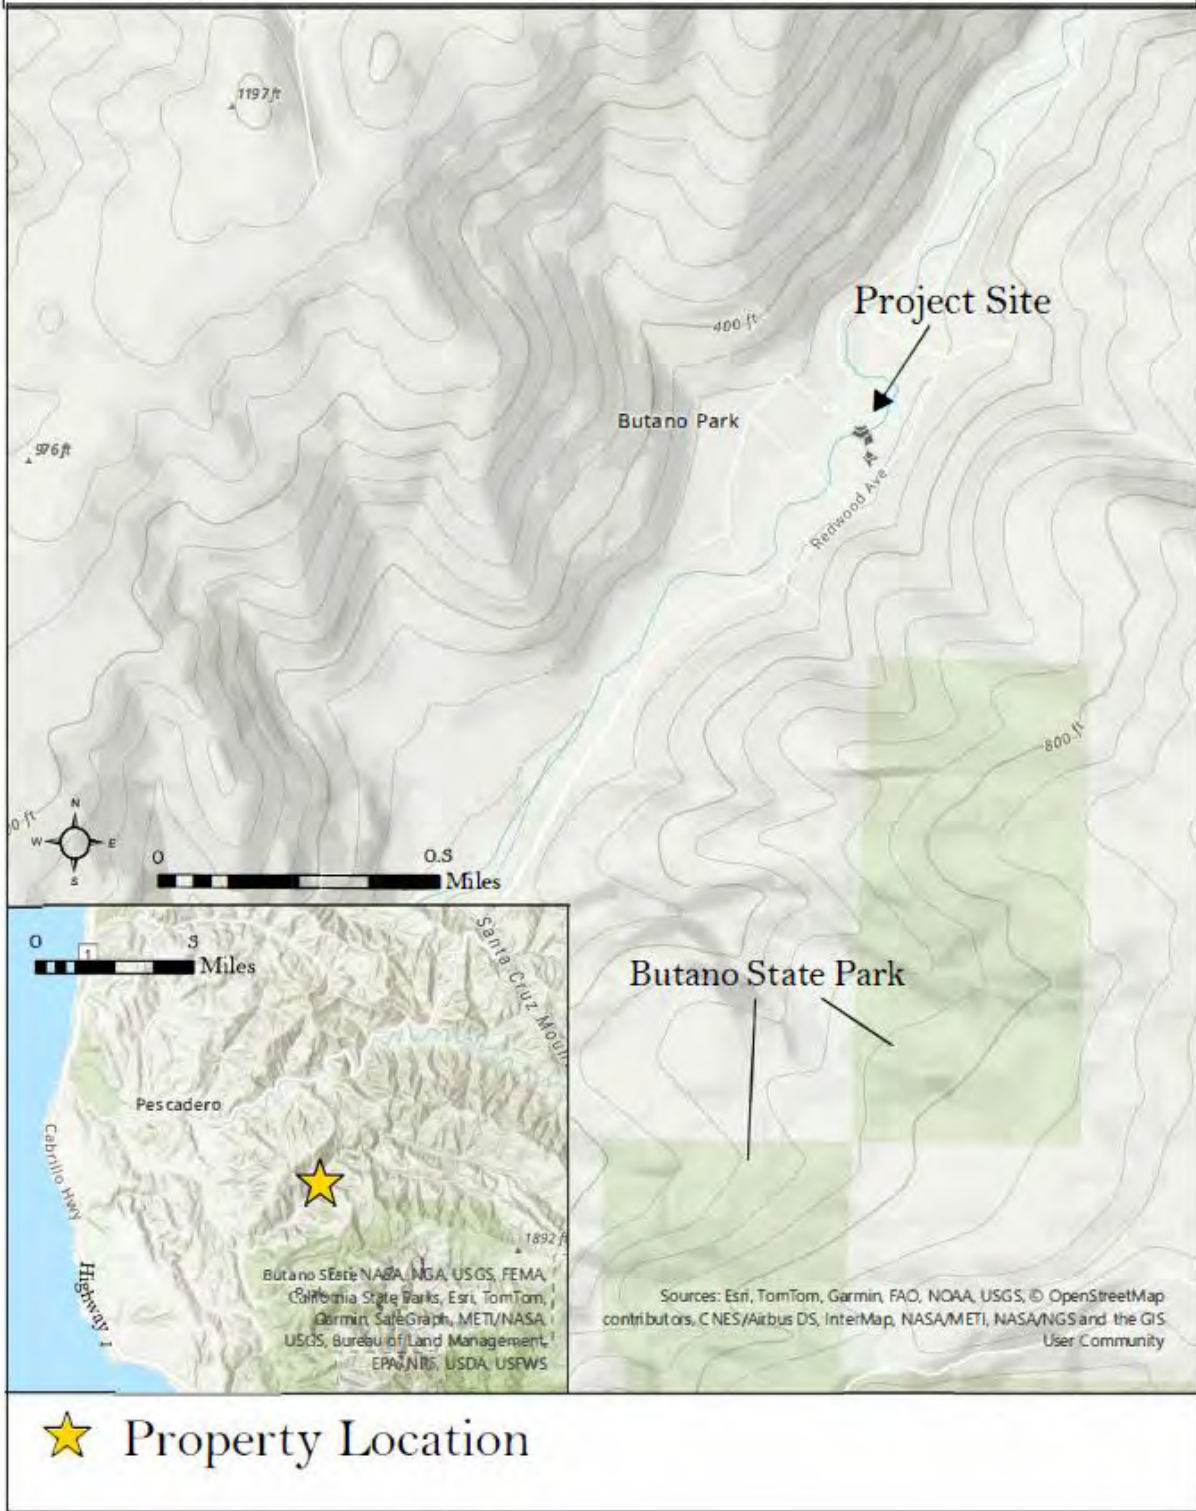 1197 ft
Project Site
400 ft
Butano Park
976 ft
Redwood Ave
800 ft
N
W
E
S
0
0.5
Miles
0
3
1
Miles
Santa Cruz Moun
Butano State Park
Pescadero
Cabrillo Hwy
1892 f
Highway 1
Butano State, NASA, NGA, USGS, FEMA,
California State Parks, Esri, TomTom,
Garmin, SafeGraph, METI/NASA,
USGS, Bureau of Land Management,
EPA, NPS, USDA, USFWS
Sources: Esri, TomTom, Garmin, FAO, NOAA, USGS, © OpenStreetMap
contributors, CNES/Airbus DS, InterMap, NASA/METI, NASA/NGS and the GIS
User Community
Property Location